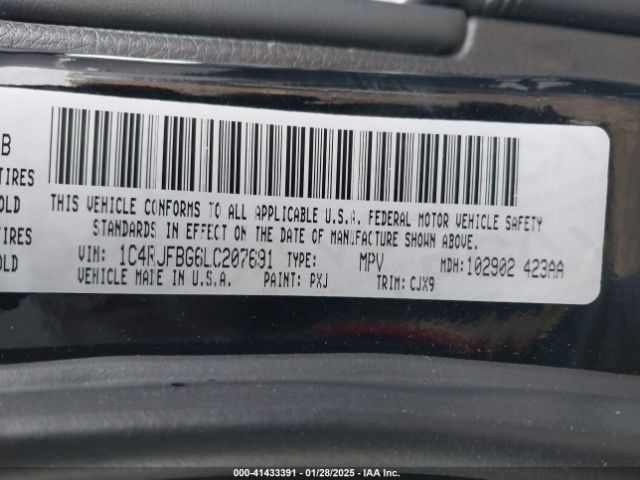 B
TIRES
OLD
TIRES
OLD
THIS VEHICLE CONFORMS TO ALL APPLICABLE U.S.A. FEDERAL MOTOR VEHICLE SAFETY
STANDARDS IN EFFECT ON THE DATE OF MANUFACTURE SHOWN ABOVE.
VIN: 1C4RJFBG6LC207691 TYPE: MPV MDH:102902 423AA
VEHICLE MADE IN U.S.A. PAINT: PXJ TRIM: CJX9
000-41433391 | 01/28/2025 | IAAI.COM